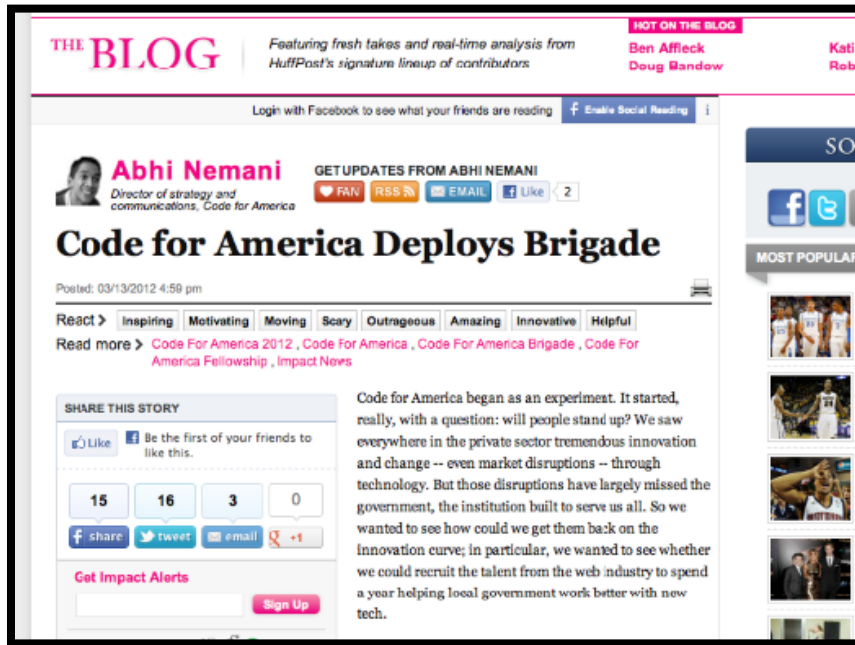 HOT ON THE BLOG
THE BLOG
Featuring fresh takes and real-time analysis from
HuffPost's signature lineup of contributors
Ben Affleck
Doug Bandow
Kati
Rob
Login with Facebook to see what your friends are reading
f Enable Social Reading
i
SO
Abhi Nemani
Director of strategy and
communications, Code for America
GET UPDATES FROM ABHI NEMANI
FAN
RSS
EMAIL
Like
2
Code for America Deploys Brigade
Posted: 03/13/2012 4:59 pm
MOST POPULAR
React > Inspiring Motivating Moving Scary Outrageous Amazing Innovative Helpful
Read more > Code For America 2012 , Code For America , Code For America Brigade , Code For
America Fellowship , Impact News
SHARE THIS STORY
Like
Be the first of your friends to
like this.
15 16 3 0
f share
tweet
email
g +1
Get Impact Alerts
Sign Up
Code for America began as an experiment. It started,
really, with a question: will people stand up? We saw
everywhere in the private sector tremendous innovation
and change -- even market disruptions -- through
technology. But those disruptions have largely missed the
government, the institution built to serve us all. So we
wanted to see how could we get them back on the
innovation curve; in particular, we wanted to see whether
we could recruit the talent from the web industry to spend
a year helping local government work better with new
tech.